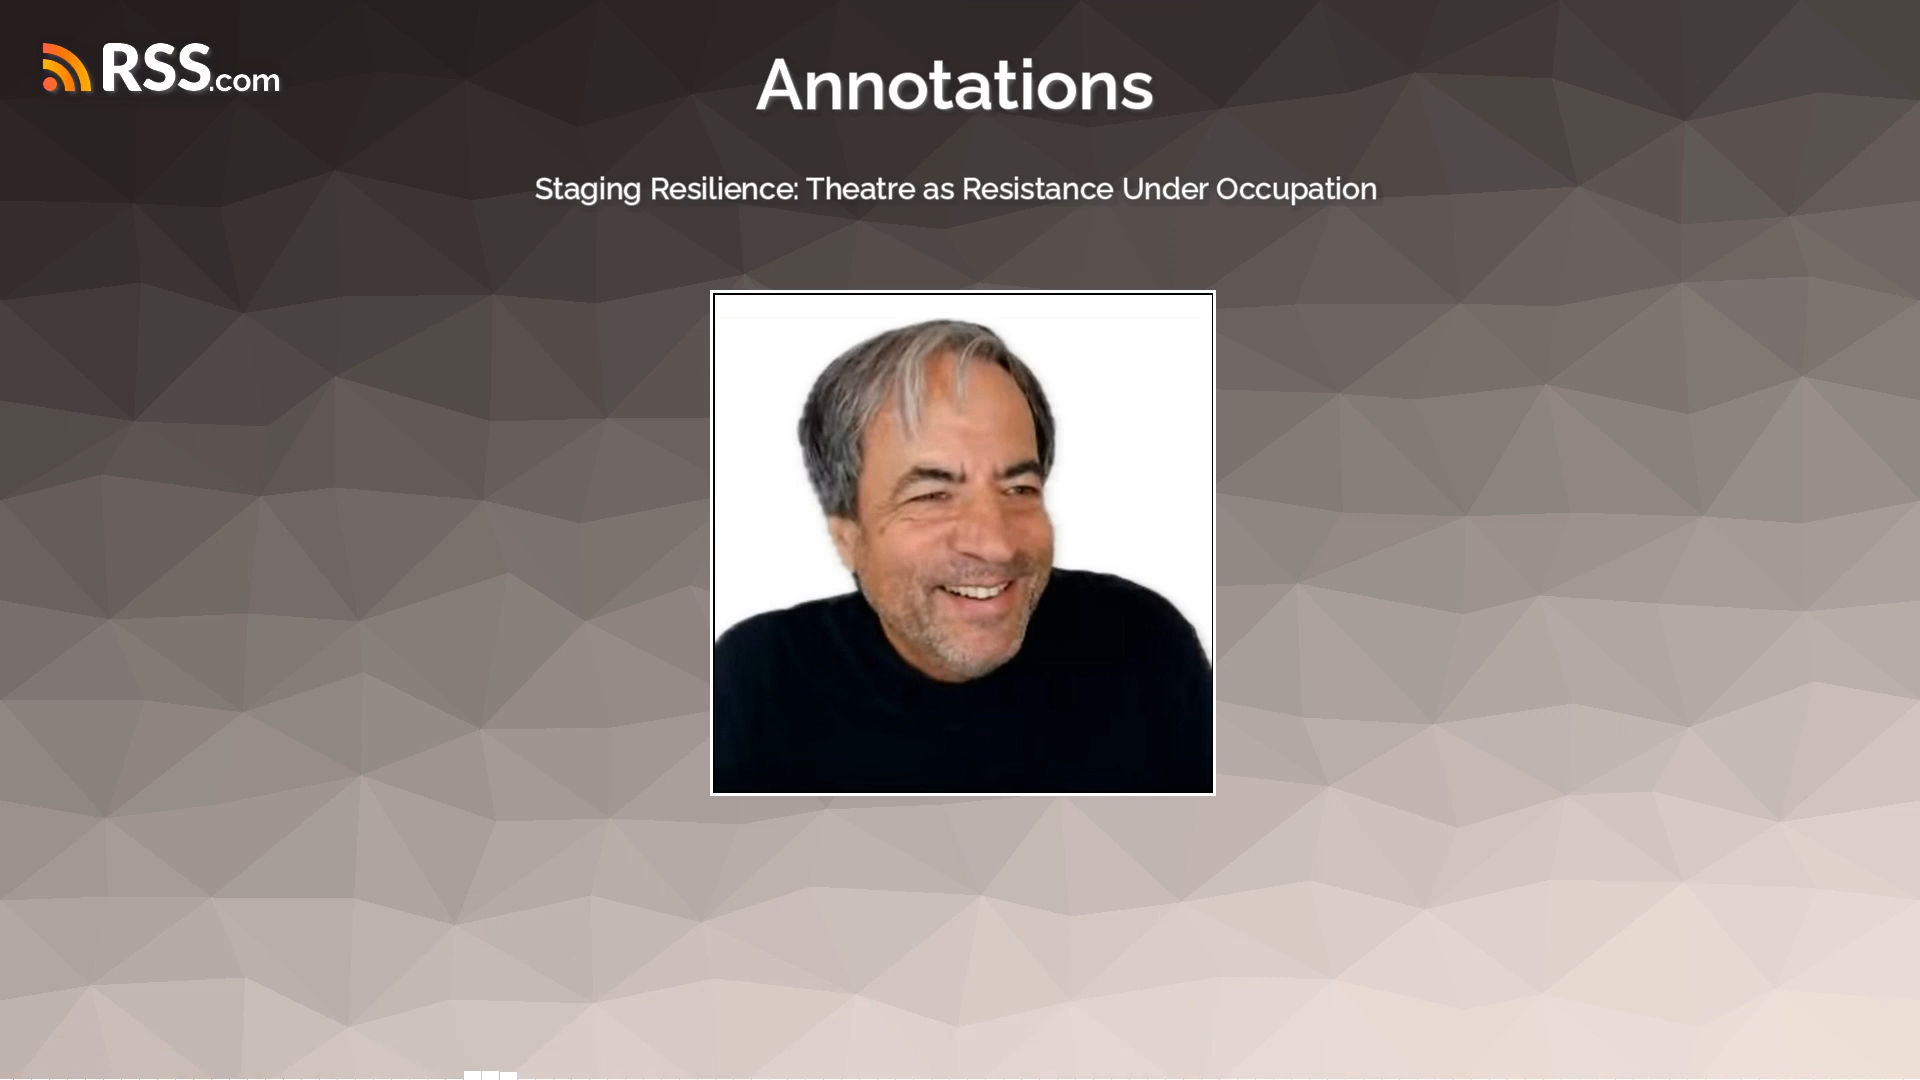 RSS.com
Annotations
Staging Resilience: Theatre as Resistance Under Occupation